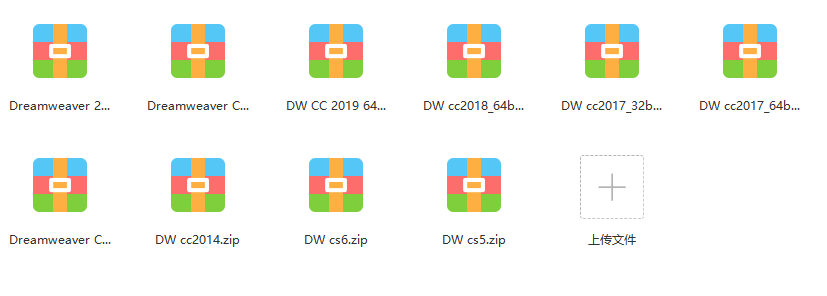 Dreamweaver 2...
Dreamweaver C...
DW CC 2019 64...
DW cc2018_64b...
DW cc2017_32b...
DW cc2017_64b...
Dreamweaver C...
DW cc2014.zip
DW cs6.zip
DW cs5.zip
上传文件